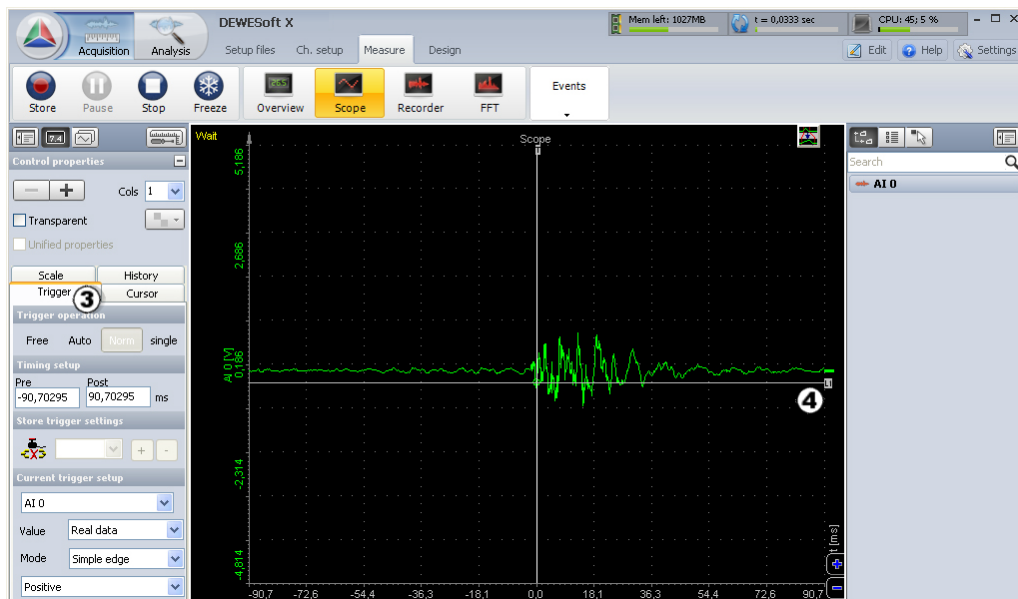 DEWESoft X
Mem left: 1027MB
t = 0,0333 sec
CPU: 45; 5 %
Acquisition
Analysis
Setup files
Ch. setup
Measure
Design
Edit
Help
Settings
Store
Pause
Stop
Freeze
Overview
Scope
Recorder
FFT
Events
Control properties
Cols
1
Transparent
Unified properties
Scale
History
Trigger
3
Cursor
Trigger operation
Free
Auto
Norm
single
Timing setup
Pre
Post
-90,70295
90,70295
ms
Store trigger settings
Current trigger setup
AI 0
Value
Real data
Mode
Simple edge
Positive
Wait
Scope
T
5,186
2,686
AI 0 [V]
0,186
-2,314
-4,814
L1
4
t [ms]
-90,7
-72,6
-54,4
-36,3
-18,1
0,0
18,1
36,3
54,4
72,6
90,7
Search
AI 0